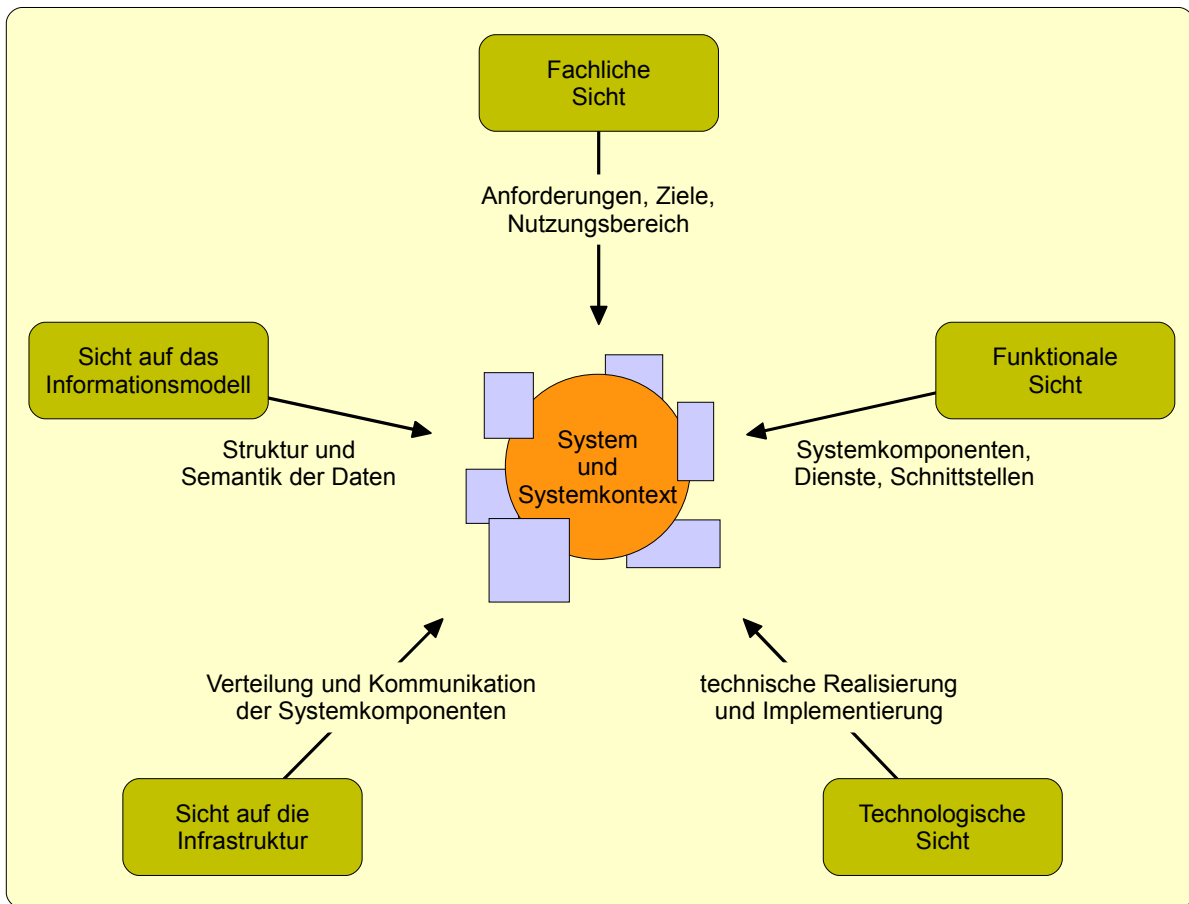 Fachliche
Sicht
Anforderungen, Ziele,
Nutzungsbereich
Sicht auf das
Informationsmodell
Funktionale
Sicht
Struktur und
Semantik der Daten
System
und
Systemkontext
Systemkomponenten,
Dienste, Schnittstellen
Verteilung und Kommunikation
der Systemkomponenten
technische Realisierung
und Implementierung
Sicht auf die
Infrastruktur
Technologische
Sicht